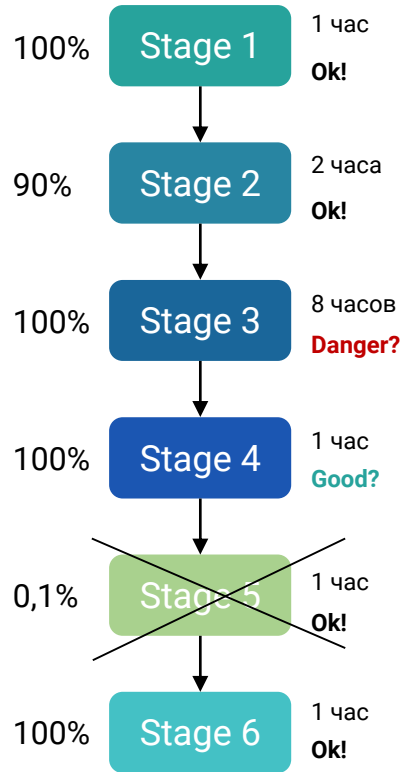 100%
Stage 1
1 час
Ok!
90%
Stage 2
2 часа
Ok!
100%
Stage 3
8 часов
Danger?
100%
Stage 4
1 час
Good?
0,1%
Stage 5
1 час
Ok!
100%
Stage 6
1 час
Ok!